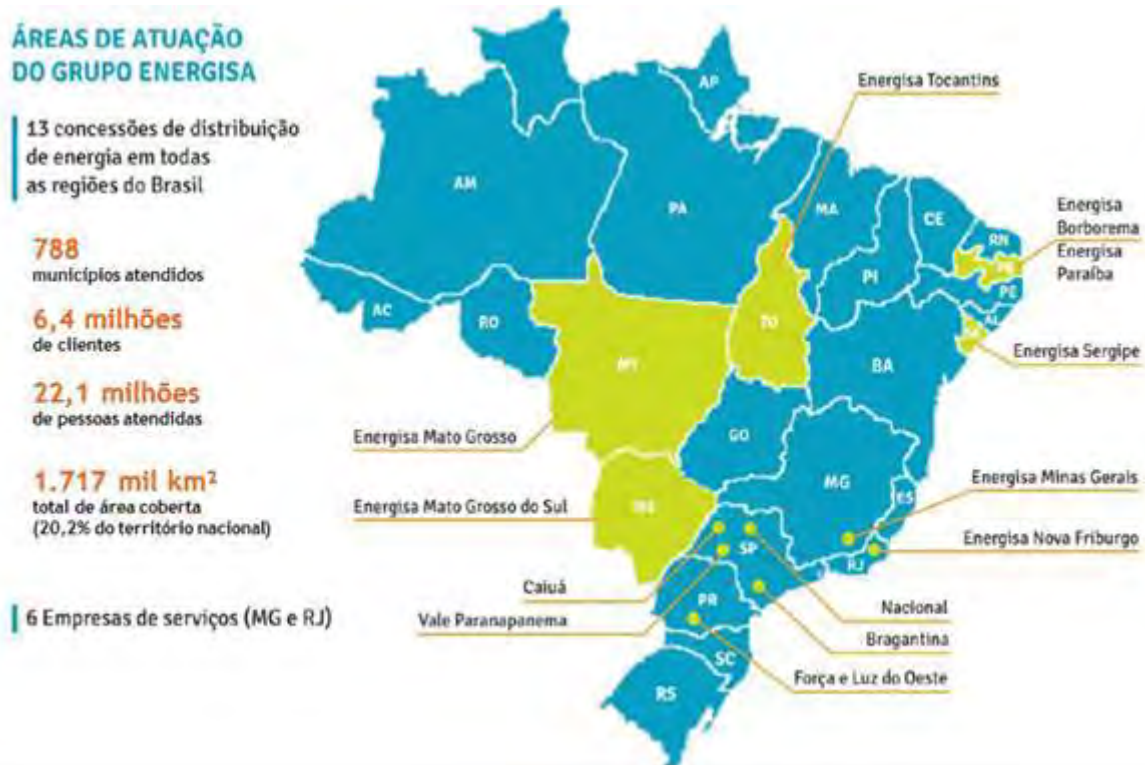 ÁREAS DE ATUAÇÃO
DO GRUPO ENERGISA
13 concessões de distribuição
de energia em todas
as regiões do Brasil
788
municípios atendidos
6,4 milhões
de clientes
22,1 milhões
de pessoas atendidas
1.717 mil km²
total de área coberta
(20,2% do território nacional)
6 Empresas de serviços (MG e RJ)
AP
Energisa Tocantins
AM
PA
MA
CE
RN
Energisa
Borborema
Energisa
Paraíba
PB
PE
PI
AL
AC
RO
TO
SE
Energisa Sergipe
BA
MT
Energisa Mato Grosso
GO
MG
ES
Energisa Minas Gerais
Energisa Mato Grosso do Sul
MS
SP
RJ
Energisa Nova Friburgo
Caiuá
Nacional
Vale Paranapanema
PR
Bragantina
SC
Força e Luz do Oeste
RS